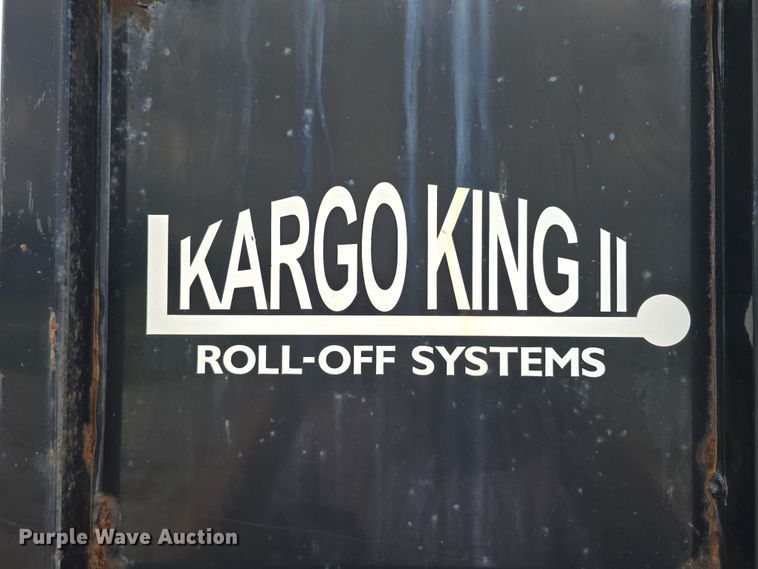 KARGO KING II
ROLL-OFF SYSTEMS
Purple Wave Auction